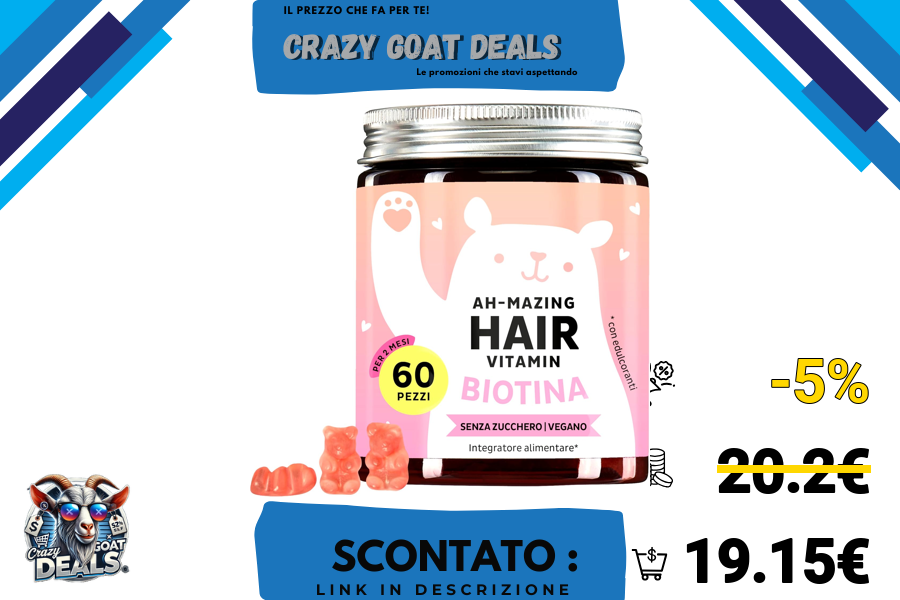 IL PREZZO CHE FA PER TE!
CRAZY GOAT DEALS
Le promozioni che stavi aspettando
AH-MAZING
HAIR
VITAMIN
BIOTINA
* con edulcoranti
PER 2 MESI
60
PEZZI
SENZA ZUCCHERO | VEGANO
Integratore alimentare*
-5%
20.2€
19.15€
SCONTATO :
LINK IN DESCRIZIONE
Crazy
GOAT
DEALS